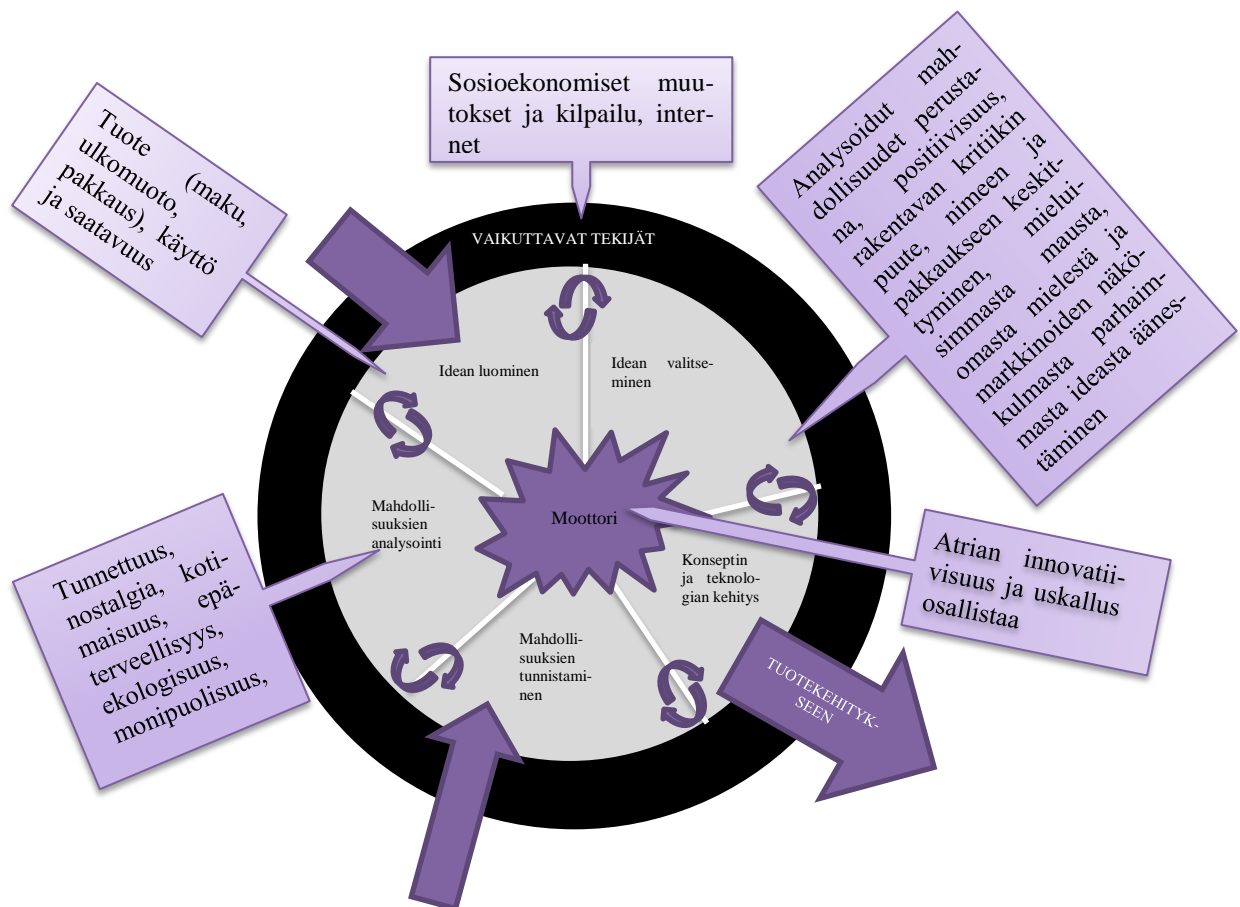 Sosioekonomiset muu-
tokset ja kilpailu, inter-
net
Tuote (maku,
ulkomuoto,
pakkaus), käyttö
ja saatavuus
Analysoidut mah-
dollisuudet perusta-
na, positiivisuus,
rakentavan kritiikin
puute, nimeen ja
pakkaukseen keskit-
tyminen, mielui-
simmasta mausta,
omasta mielestä ja
markkinoiden näkö-
kulmasta parhaim-
masta ideasta äänes-
täminen
VAIKUTTAVAT TEKIJÄT
Idean luominen
Idean valitse-
minen
Mahdolli-
suuksien
analysointi
Moottori
Konseptin
ja teknolo-
gian kehitys
Mahdolli-
suuksien
tunnistami-
nen
Atrian innovatii-
visuus ja uskallus
osallistaa
Tunnettuus,
nostalgia, koti-
maisuus, epä-
terveellisyys,
ekologisuus,
monipuolisuus,
TUOTEKEHITYK-
SEEN